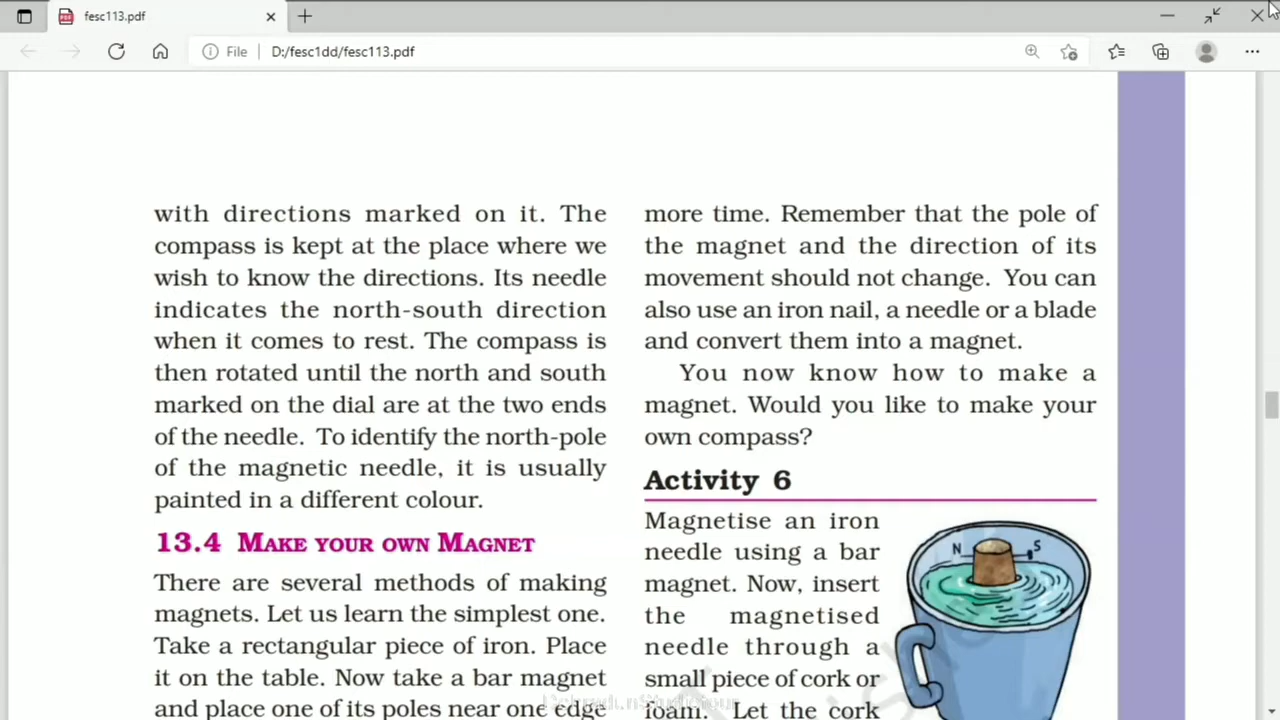 fesc113.pdf
File
D:/fesc1dd/fesc113.pdf
with directions marked on it. The
compass is kept at the place where we
wish to know the directions. Its needle
indicates the north-south direction
when it comes to rest. The compass is
then rotated until the north and south
marked on the dial are at the two ends
of the needle. To identify the north-pole
of the magnetic needle, it is usually
painted in a different colour.
13.4 MAKE YOUR OWN MAGNET
There are several methods of making
magnets. Let us learn the simplest one.
Take a rectangular piece of iron. Place
it on the table. Now take a bar magnet
and place one of its poles near one edge
more time. Remember that the pole of
the magnet and the direction of its
movement should not change. You can
also use an iron nail, a needle or a blade
and convert them into a magnet.
You now know how to make a
magnet. Would you like to make your
own compass?
Activity 6
Magnetise an iron
needle using a bar
magnet. Now, insert
the magnetised
needle through a
small piece of cork or
foam. Let the cork
N S